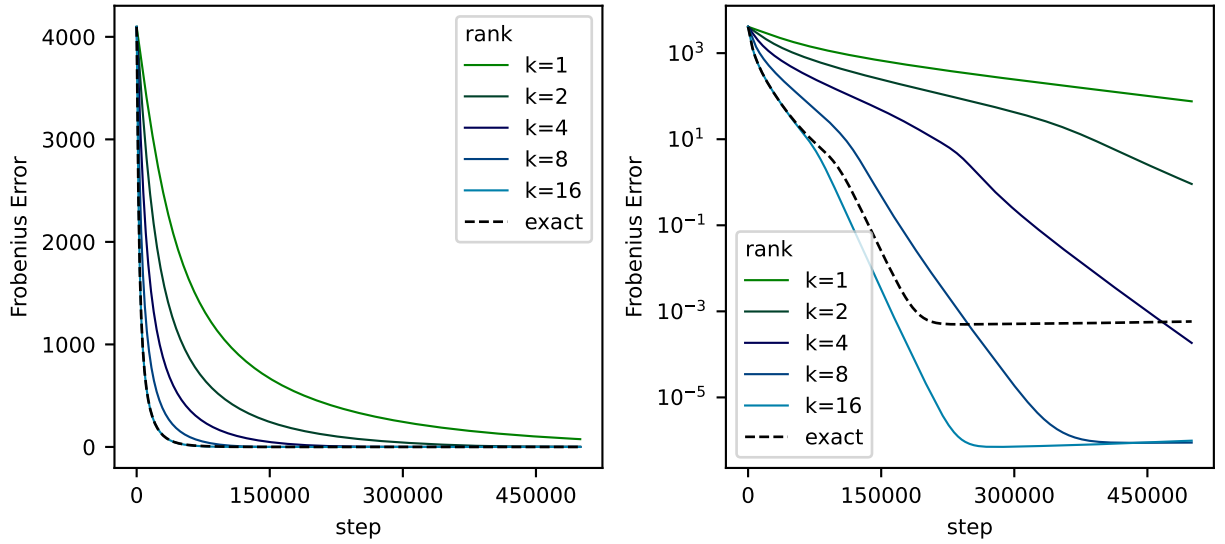 4000
3000
2000
1000
0
Frobenius Error
0
150000
300000
450000
step
rank
k=1
k=2
k=4
k=8
k=16
exact
10^3
10^1
10^−1
10^−3
10^−5
Frobenius Error
0
150000
300000
450000
step
rank
k=1
k=2
k=4
k=8
k=16
exact